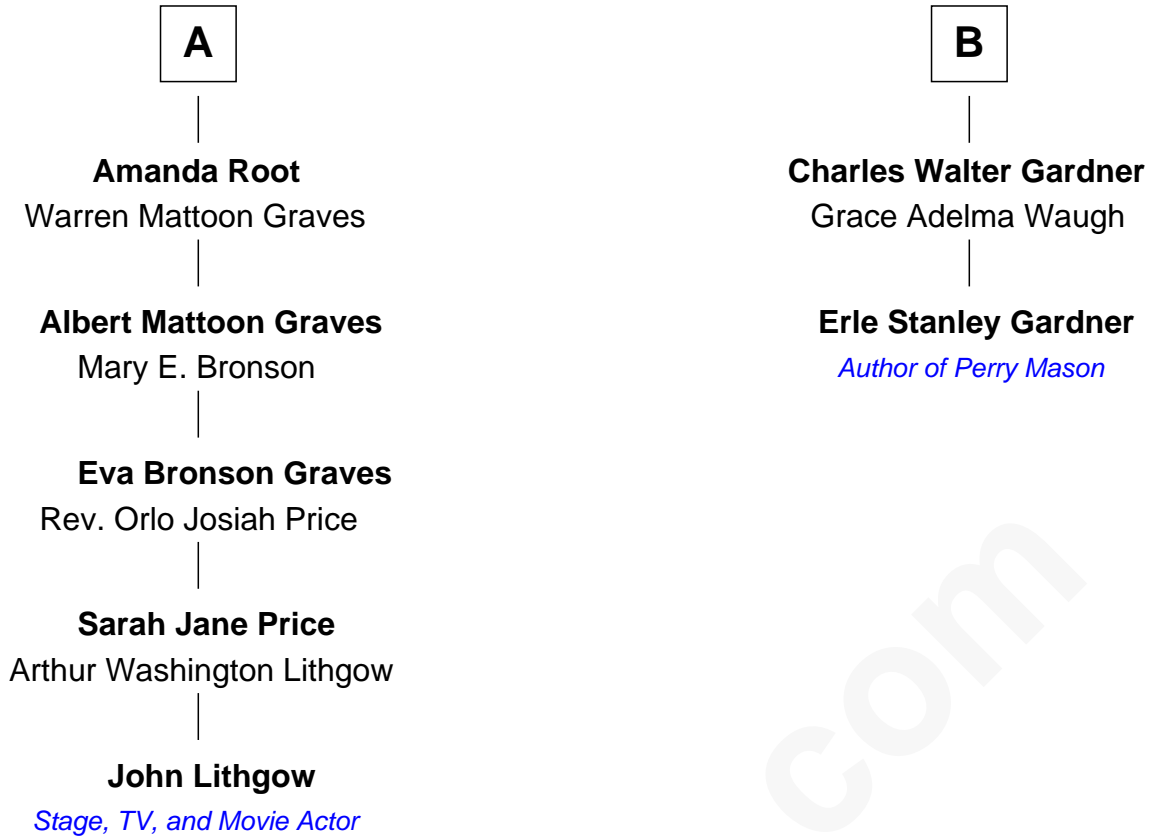 A
Amanda Root
Warren Mattoon Graves
Albert Mattoon Graves
Mary E. Bronson
Eva Bronson Graves
Rev. Orlo Josiah Price
Sarah Jane Price
Arthur Washington Lithgow
John Lithgow
Stage, TV, and Movie Actor
B
Charles Walter Gardner
Grace Adelma Waugh
Erle Stanley Gardner
Author of Perry Mason
com